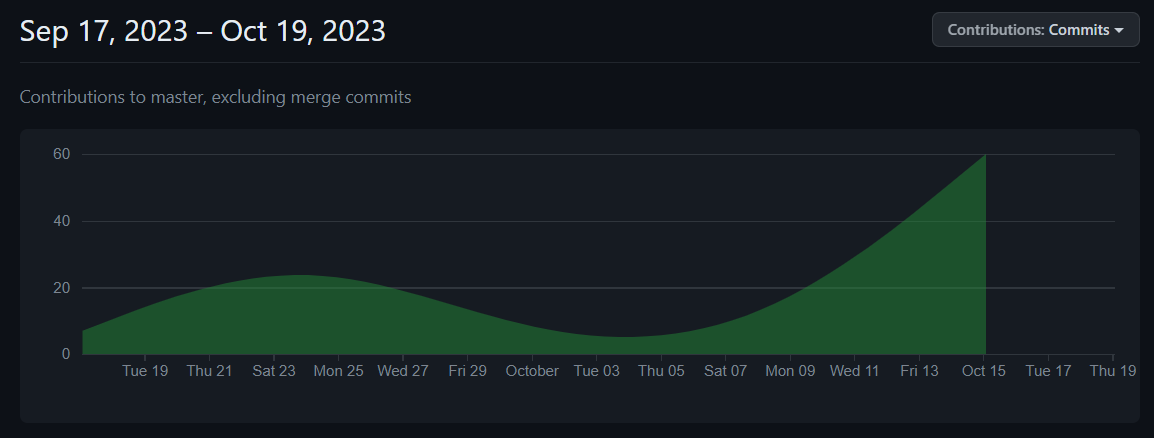 Sep 17, 2023 – Oct 19, 2023
Contributions: Commits
Contributions to master, excluding merge commits
60
40
20
0
Tue 19 Thu 21 Sat 23 Mon 25 Wed 27 Fri 29 October Tue 03 Thu 05 Sat 07 Mon 09 Wed 11 Fri 13 Oct 15 Tue 17 Thu 19